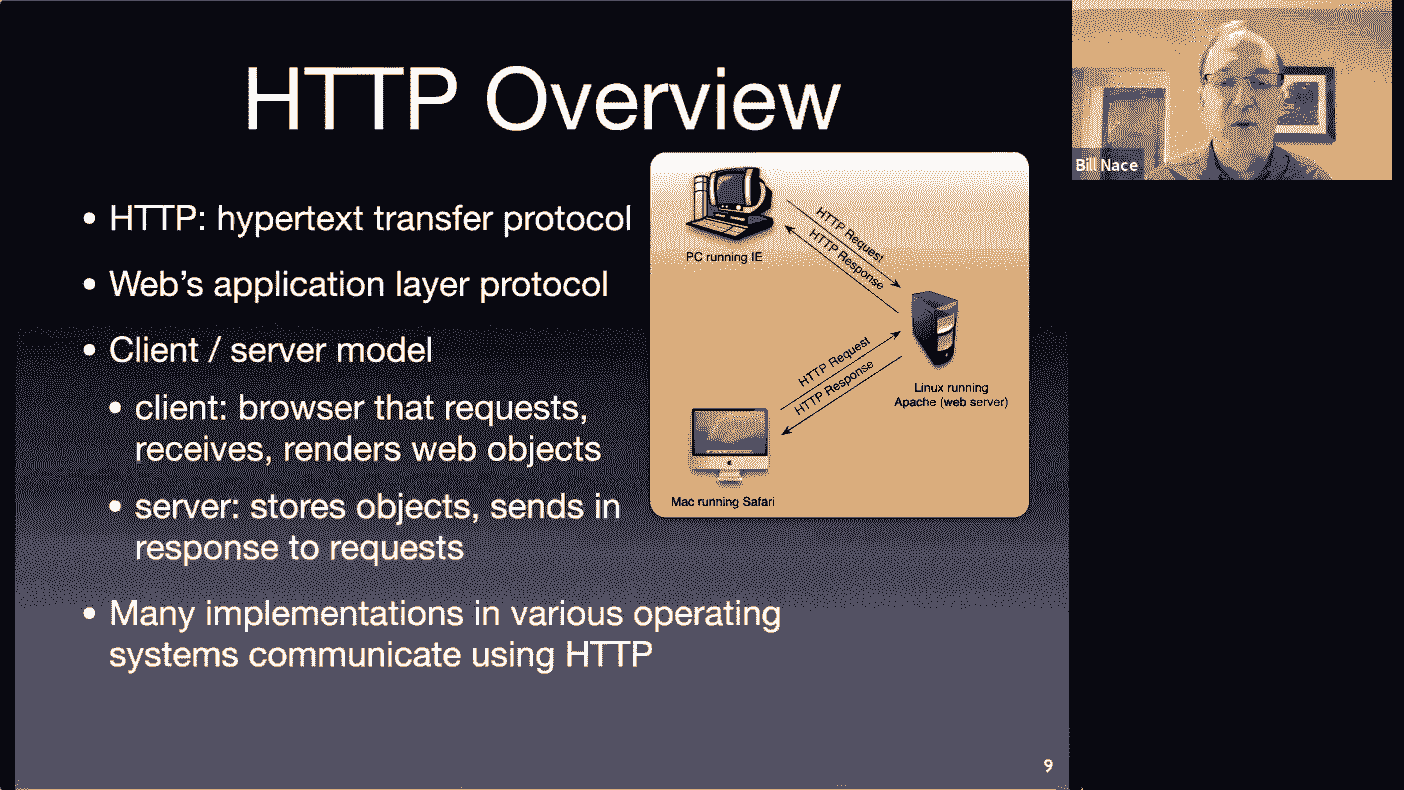 HTTP Overview
• HTTP: hypertext transfer protocol
• Web's application layer protocol
• Client / server model
• client: browser that requests,
receives, renders web objects
• server: stores objects, sends in
response to requests
• Many implementations in various operating
systems communicate using HTTP
PC running IE
HTTP Request
HTTP Response
Linux running
Apache (web server)
HTTP Request
HTTP Response
Mac running Safari
9
Bill Nace